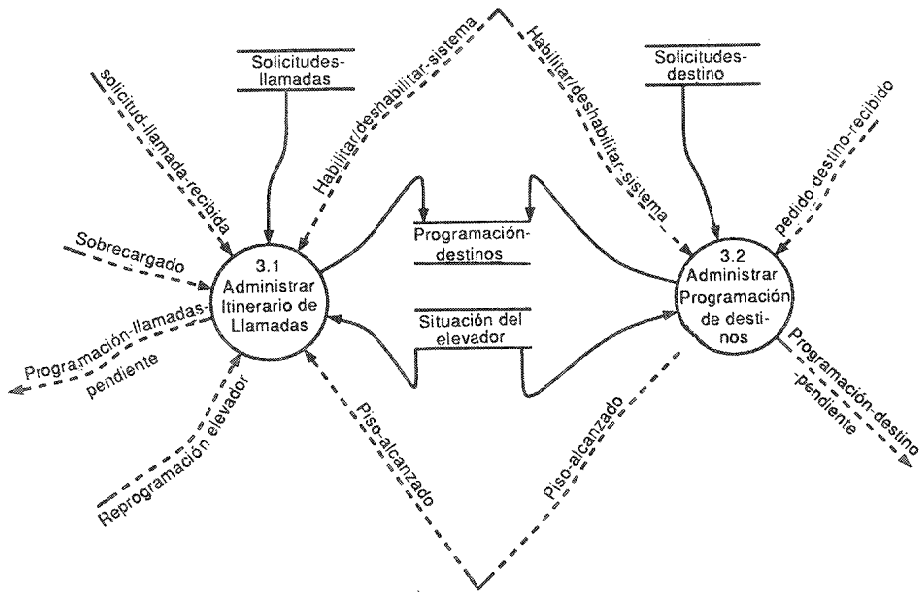 Solicitudes-
llamadas
solicitud-llamada-recibida
Habilitar/deshabilitar-sistema
Habilitar/deshabilitar-sistema
Solicitudes-
destino
pedido destino-recibido
Sobrecargado
3.1
Administrar
Itinerario de
Llamadas
Programación-
destinos
Situación del
elevador
3.2
Administrar
Programación
de desti-
nos
Programación-llamadas-
pendiente
Reprogramación elevador
Piso-alcanzado
Piso-alcanzado
Programación-destino
-pendiente